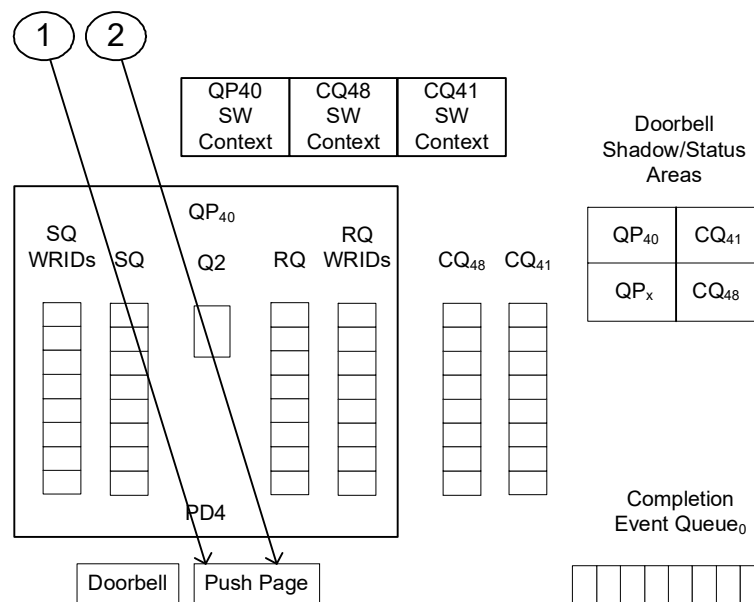 1 2
QP40 CQ48 CQ41
SW SW SW
Context Context Context
Doorbell
Shadow/Status
Areas
QP40
SQ
WRIDs
SQ
Q2
RQ
RQ
WRIDs
CQ48 CQ41
QP40 CQ41
QPx CQ48
PD4
Completion
Event Queue0
Doorbell Push Page